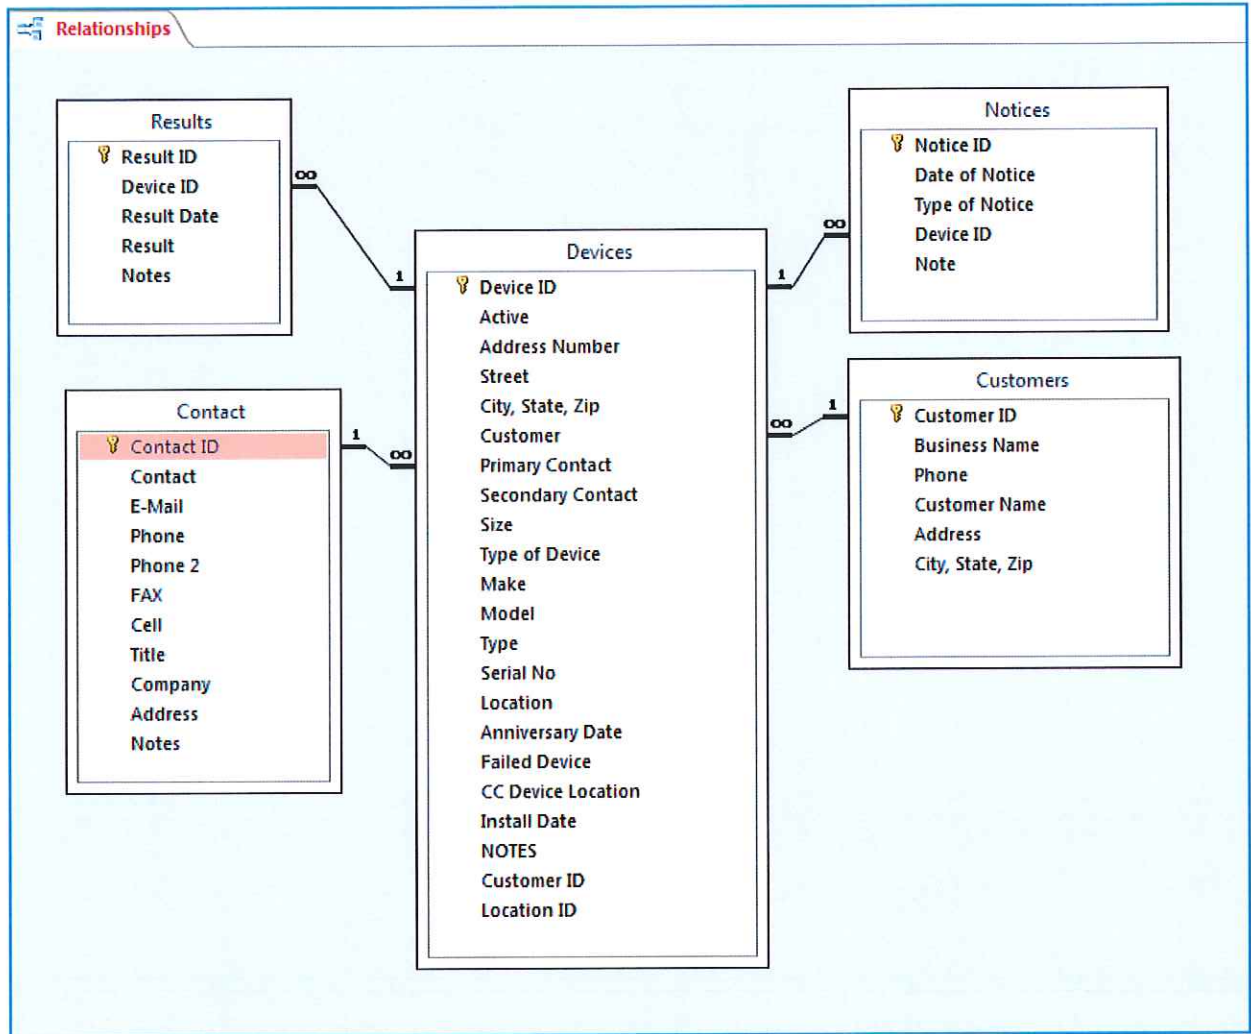 Relationships
Results
Result ID
Device ID
Result Date
Result
Notes
∞
1
Contact
Contact ID
Contact
E-Mail
Phone
Phone 2
FAX
Cell
Title
Company
Address
Notes
1
∞
Devices
Device ID
Active
Address Number
Street
City, State, Zip
Customer
Primary Contact
Secondary Contact
Size
Type of Device
Make
Model
Type
Serial No
Location
Anniversary Date
Failed Device
CC Device Location
Install Date
NOTES
Customer ID
Location ID
1
∞
Notices
Notice ID
Date of Notice
Type of Notice
Device ID
Note
∞
1
Customers
Customer ID
Business Name
Phone
Customer Name
Address
City, State, Zip